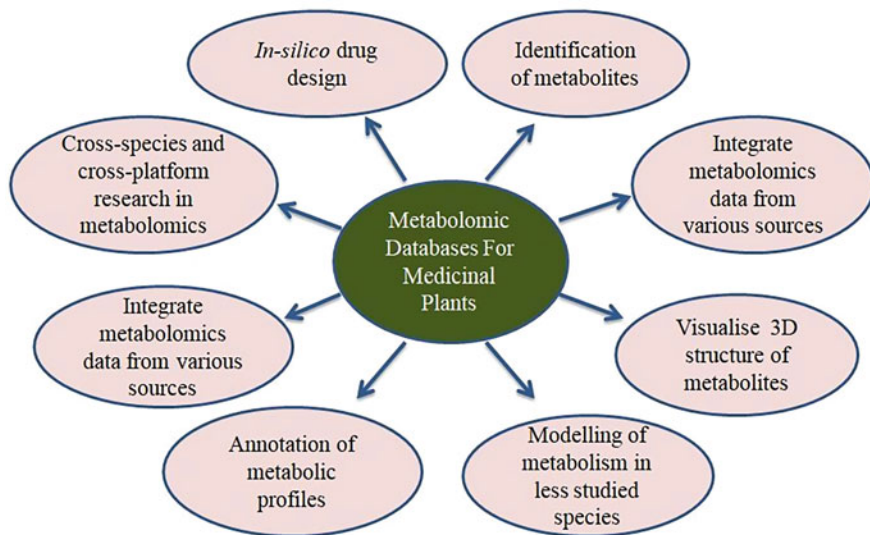 In-silico drug
design
Identification
of metabolites
Cross-species and
cross-platform
research in
metabolomics
Integrate
metabolomics
data from
various sources
Metabolomic
Databases For
Medicinal
Plants
Integrate
metabolomics
data from various
sources
Visualise 3D
structure of
metabolites
Annotation of
metabolic
profiles
Modelling of
metabolism in
less studied
species